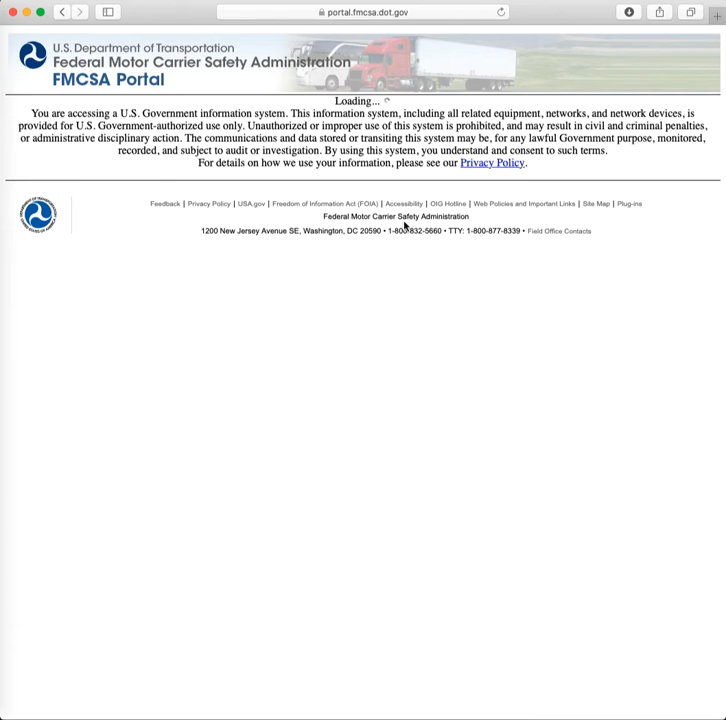 portal.fmcsa.dot.gov
U.S. Department of Transportation
Federal Motor Carrier Safety Administration
FMCSA Portal
Loading...
You are accessing a U.S. Government information system. This information system, including all related equipment, networks, and network devices, is
provided for U.S. Government-authorized use only. Unauthorized or improper use of this system is prohibited, and may result in civil and criminal penalties,
or administrative disciplinary action. The communications and data stored or transiting this system may be, for any lawful Government purpose, monitored,
recorded, and subject to audit or investigation. By using this system, you understand and consent to such terms.
For details on how we use your information, please see our Privacy Policy.
Feedback | Privacy Policy | USA.gov | Freedom of Information Act (FOIA) | Accessibility | OIG Hotline | Web Policies and Important Links | Site Map | Plug-ins
Federal Motor Carrier Safety Administration
1200 New Jersey Avenue SE, Washington, DC 20590 • 1-800-832-5660 • TTY: 1-800-877-8339 • Field Office Contacts